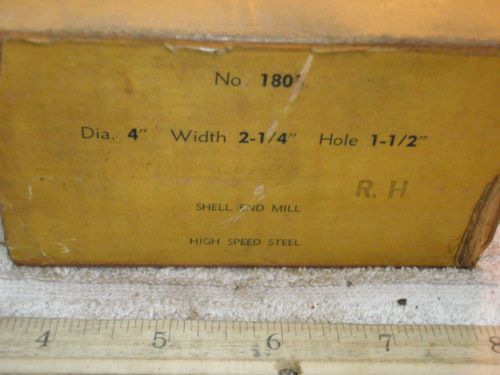 No. 180
Dia. 4" Width 2-1/4" Hole 1-1/2"
R. H.
SHELL END MILL
HIGH SPEED STEEL
4 5 6 7 8